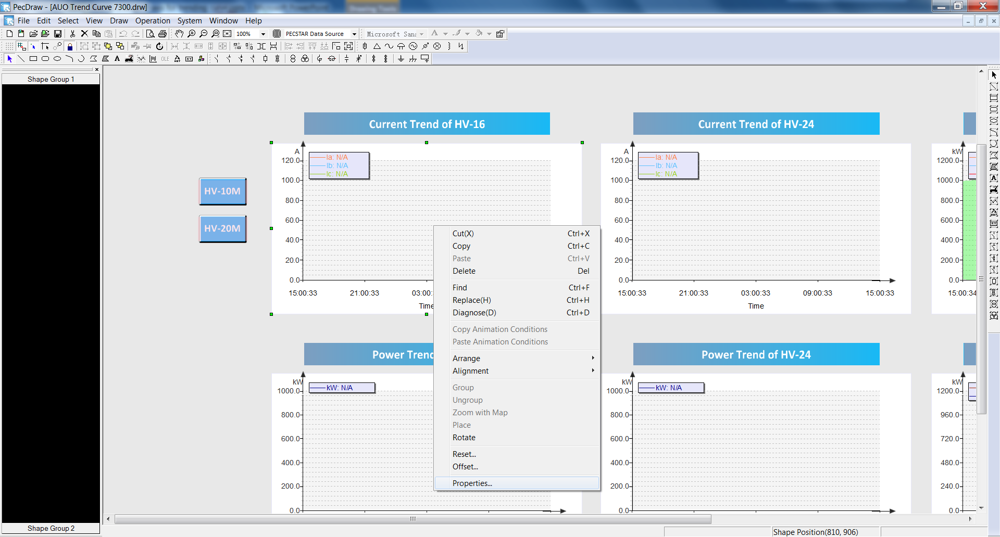 PecDraw - [AUO Trend Curve 7300.drw]
File Edit Select View Draw Operation System Window Help
100% PECSTAR Data Source Microsoft San:
OLE
Shape Group 1
Current Trend of HV-16
Current Trend of HV-24
A
120.0
100.0
80.0
60.0
40.0
20.0
0.0
Ia: N/A
Ib: N/A
Ic: N/A
15:00:33 21:00:33 03:00:
Time
A
120.0
100.0
80.0
60.0
40.0
20.0
0.0
Ia: N/A
Ib: N/A
Ic: N/A
15:00:33 21:00:33 03:00:33 09:00:33 15:00:33
Time
kW
1200.0
1000.0
800.0
600.0
400.0
200.0
0.0
15:00:34
HV-10M
HV-20M
Cut(X) Ctrl+X
Copy Ctrl+C
Paste Ctrl+V
Delete Del
Find Ctrl+F
Replace(H) Ctrl+H
Diagnose(D) Ctrl+D
Copy Animation Conditions
Paste Animation Conditions
Arrange
Alignment
Group
Ungroup
Zoom with Map
Place
Rotate
Reset...
Offset...
Properties...
Power Trend
Power Trend of HV-24
kW
1000.0
800.0
600.0
400.0
200.0
0.0
kW: N/A
kW
1000.0
800.0
600.0
400.0
200.0
0.0
kW: N/A
kW
1200.0
960.0
720.0
480.0
240.0
0.0
Shape Group 2
Shape Position(810, 906)